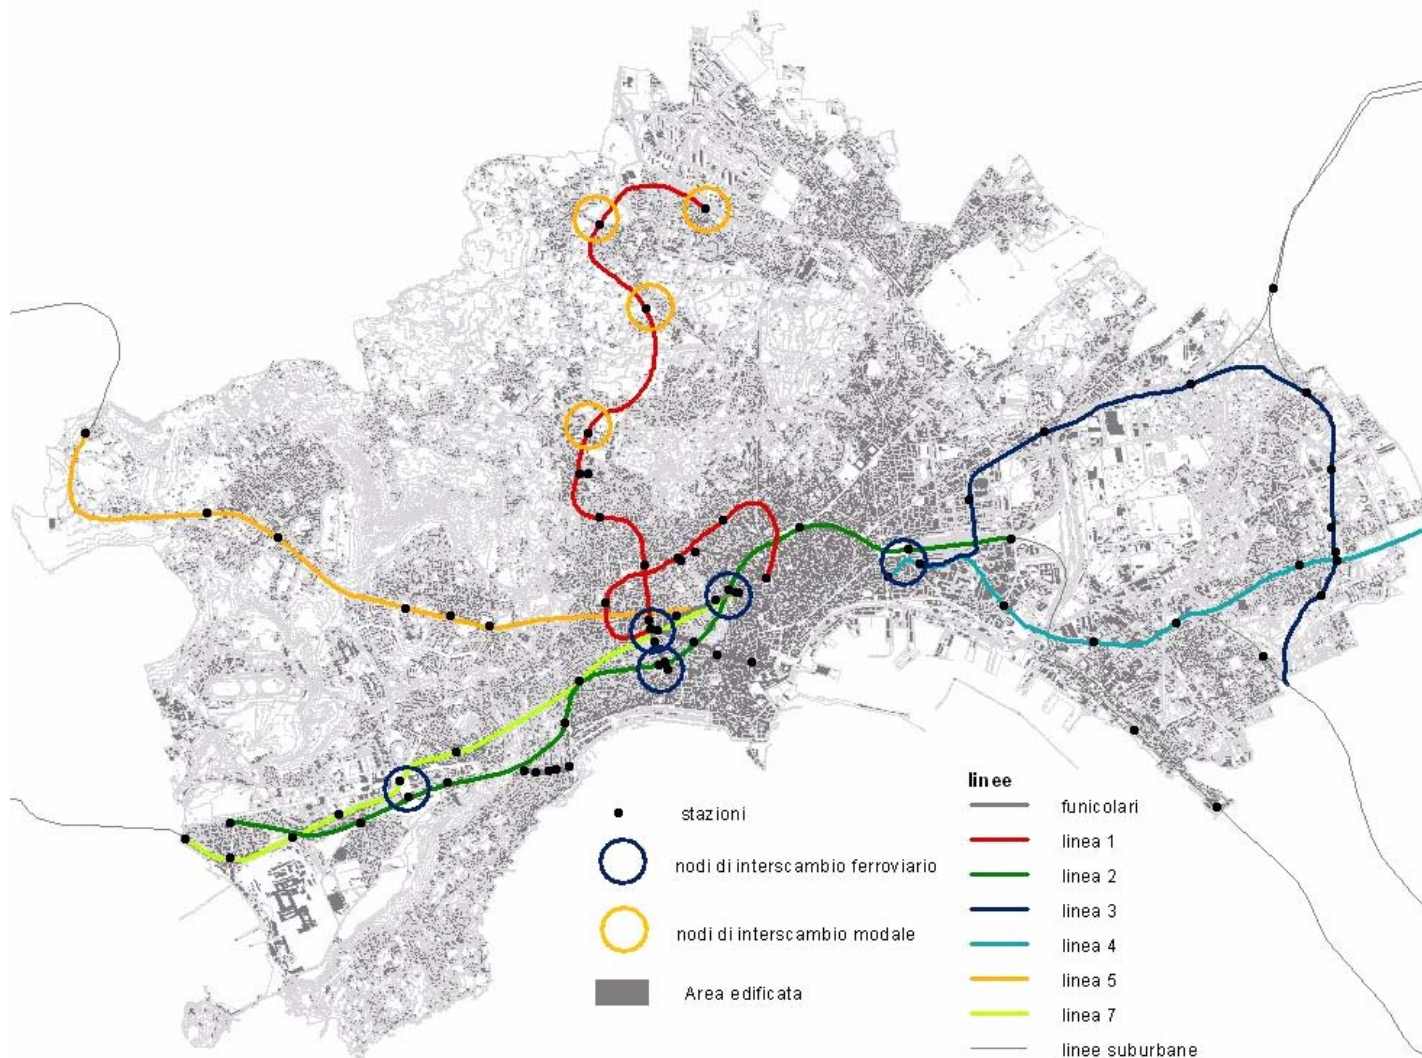 stazioni
nodi di interscambio ferroviario
nodi di interscambio modale
Area edificata
linee
funicolari
linea 1
linea 2
linea 3
linea 4
linea 5
linea 7
linee suburbane